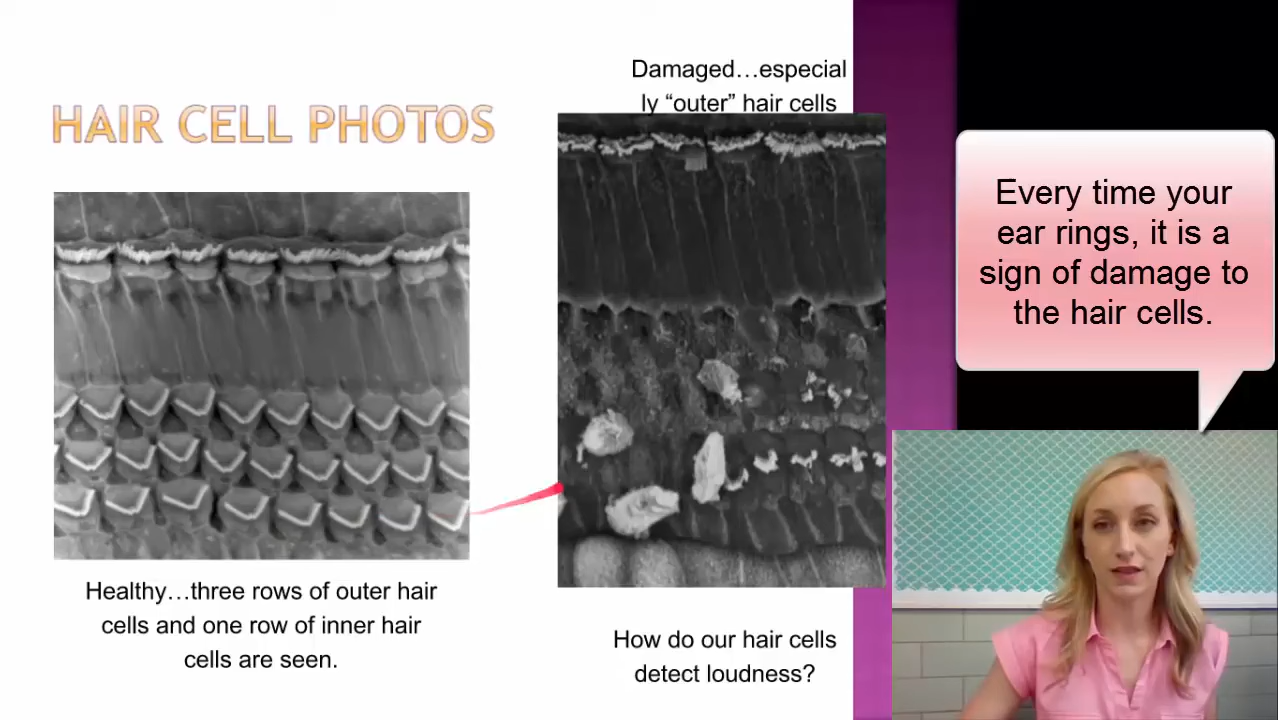 HAIR CELL PHOTOS
Damaged…especial
ly “outer” hair cells
Every time your
ear rings, it is a
sign of damage to
the hair cells.
Healthy…three rows of outer hair
cells and one row of inner hair
cells are seen.
How do our hair cells
detect loudness?